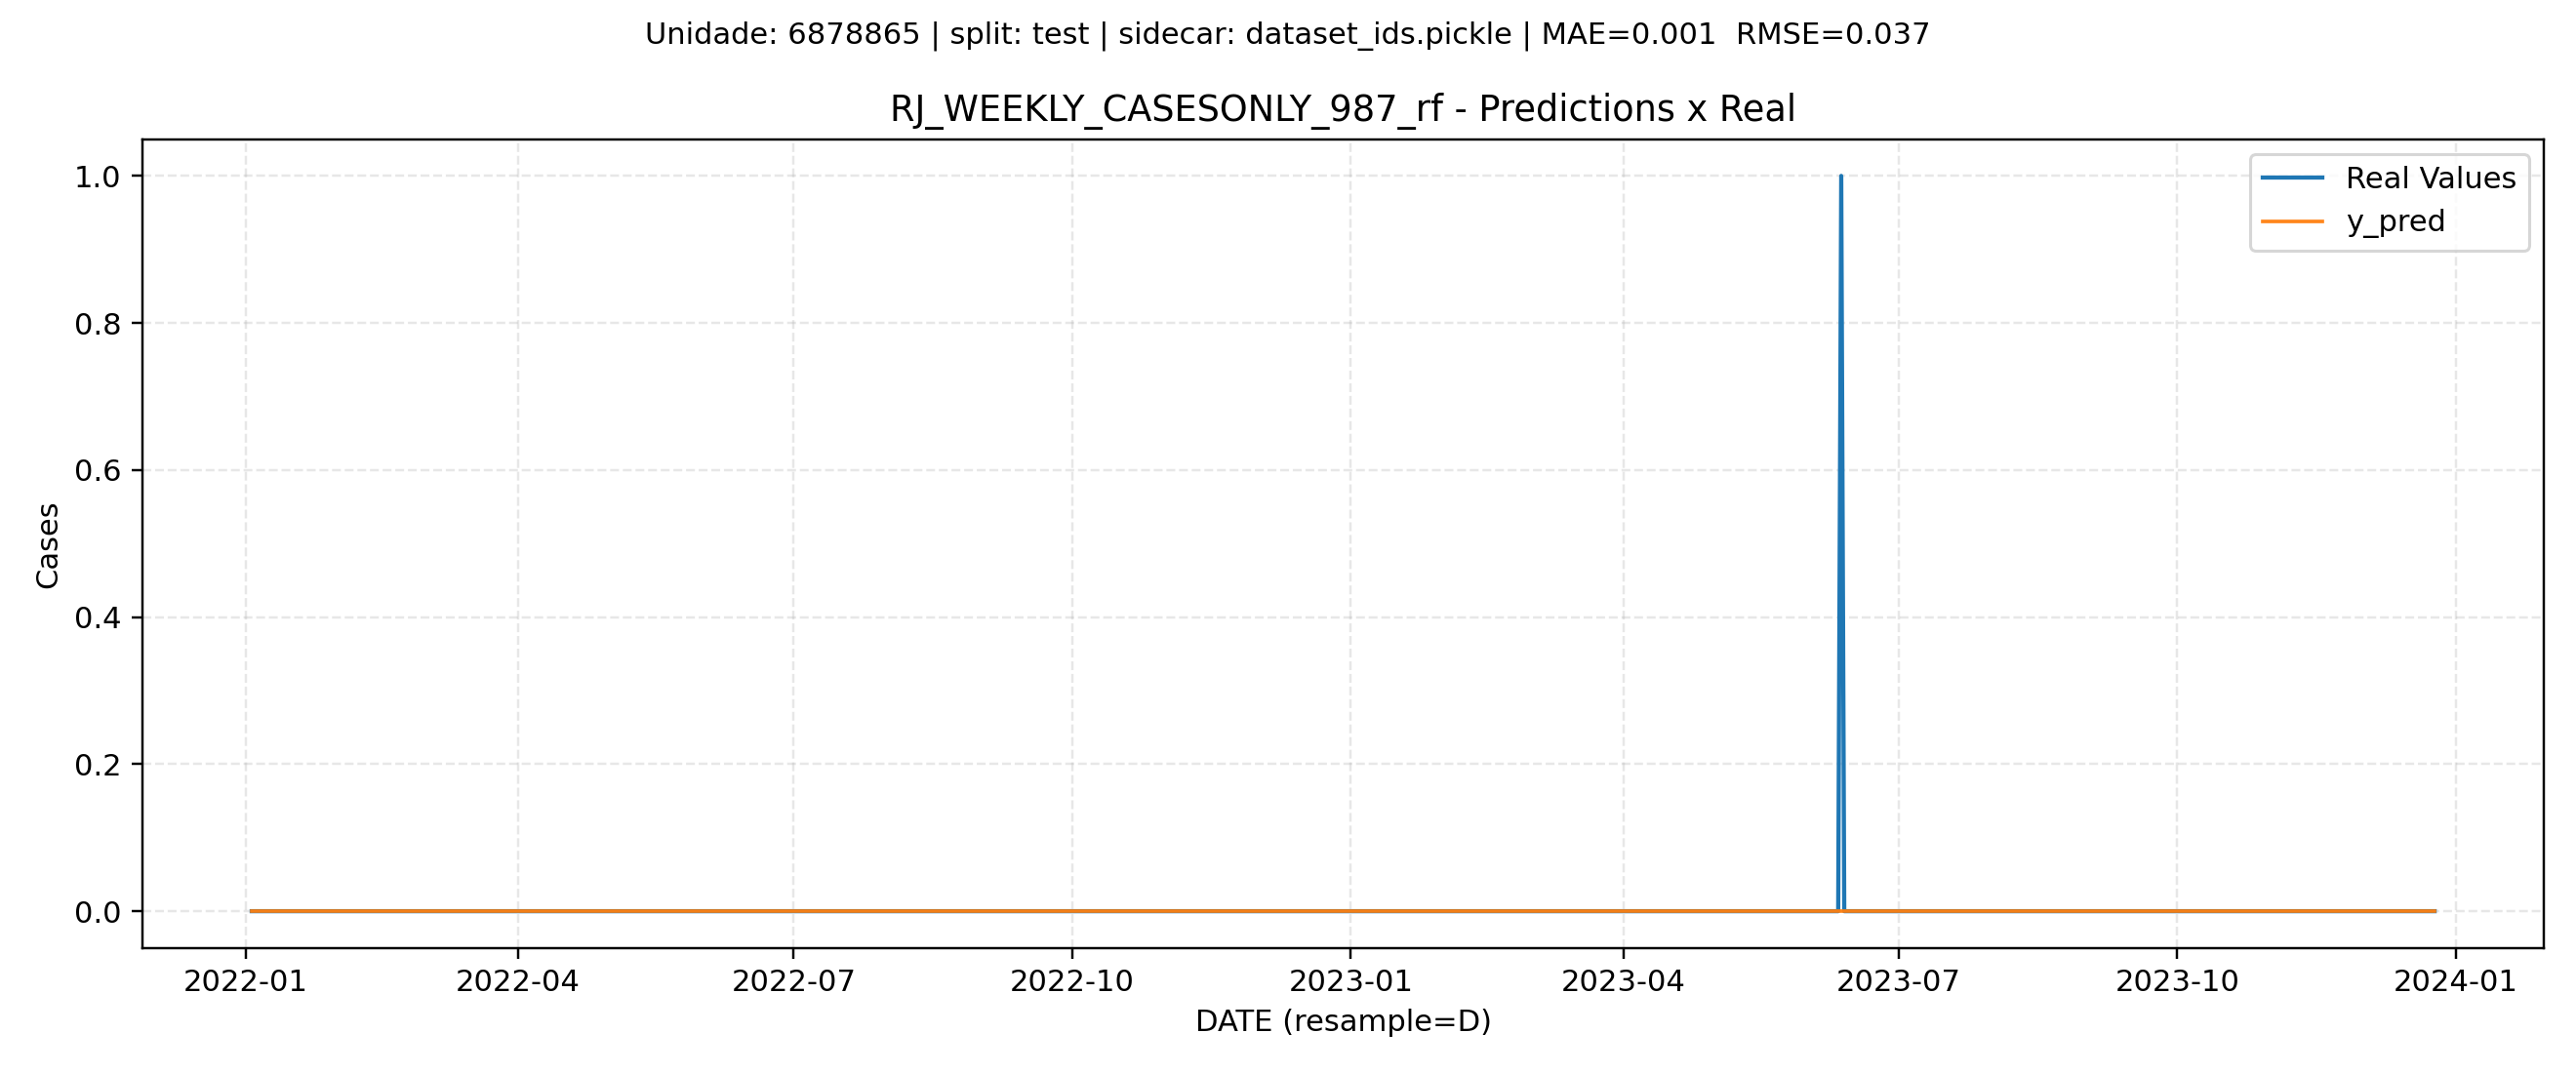 Unidade: 6878865 | split: test | sidecar: dataset_ids.pickle | MAE=0.001  RMSE=0.037
RJ_WEEKLY_CASESONLY_987_rf - Predictions x Real
Real Values
y_pred
1.0
0.8
0.6
0.4
0.2
0.0
Cases
2022-01 2022-04 2022-07 2022-10 2023-01 2023-04 2023-07 2023-10 2024-01
DATE (resample=D)